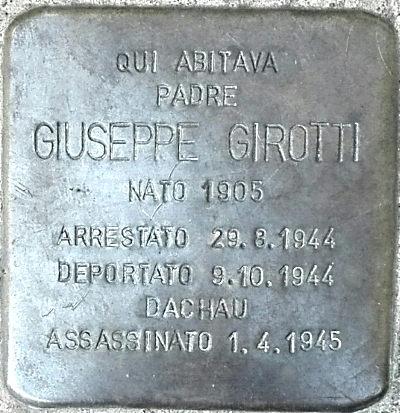 QUI ABITAVA
PADRE
GIUSEPPE GIROTTI
NATO 1905
ARRESTATO 29.8.1944
DEPORTATO 9.10.1944
DACHAU
ASSASSINATO 1.4.1945